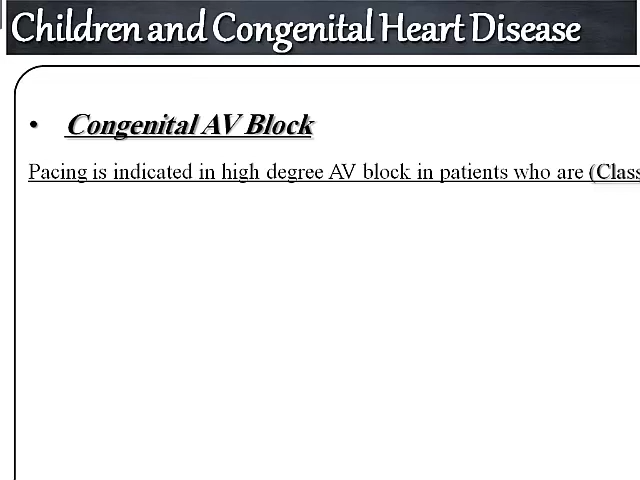 Children and Congenital Heart Disease
• Congenital AV Block
Pacing is indicated in high degree AV block in patients who are (Class